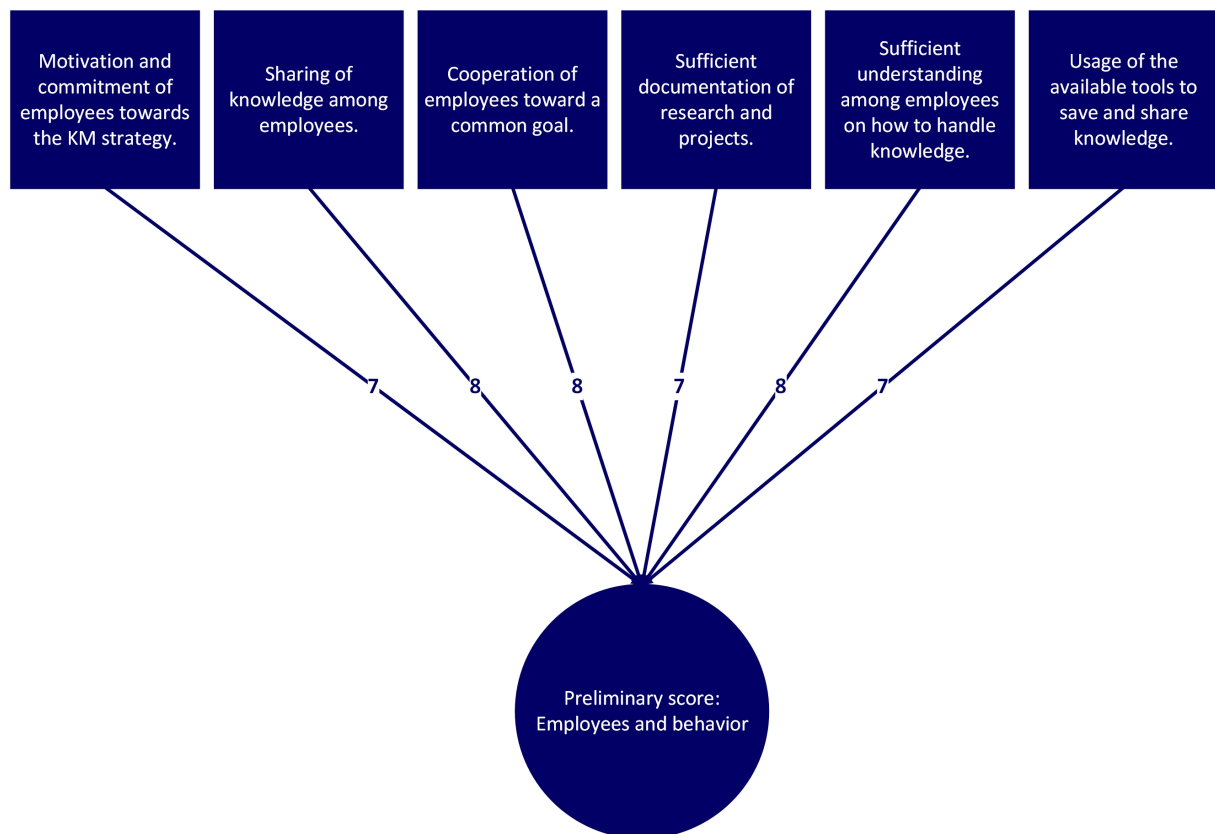 Motivation and
commitment of
employees towards
the KM strategy.
Sharing of
knowledge among
employees.
Cooperation of
employees toward a
common goal.
Sufficient
documentation of
research and
projects.
Sufficient
understanding
among employees
on how to handle
knowledge.
Usage of the
available tools to
save and share
knowledge.
7
8
8
7
8
7
Preliminary score:
Employees and behavior